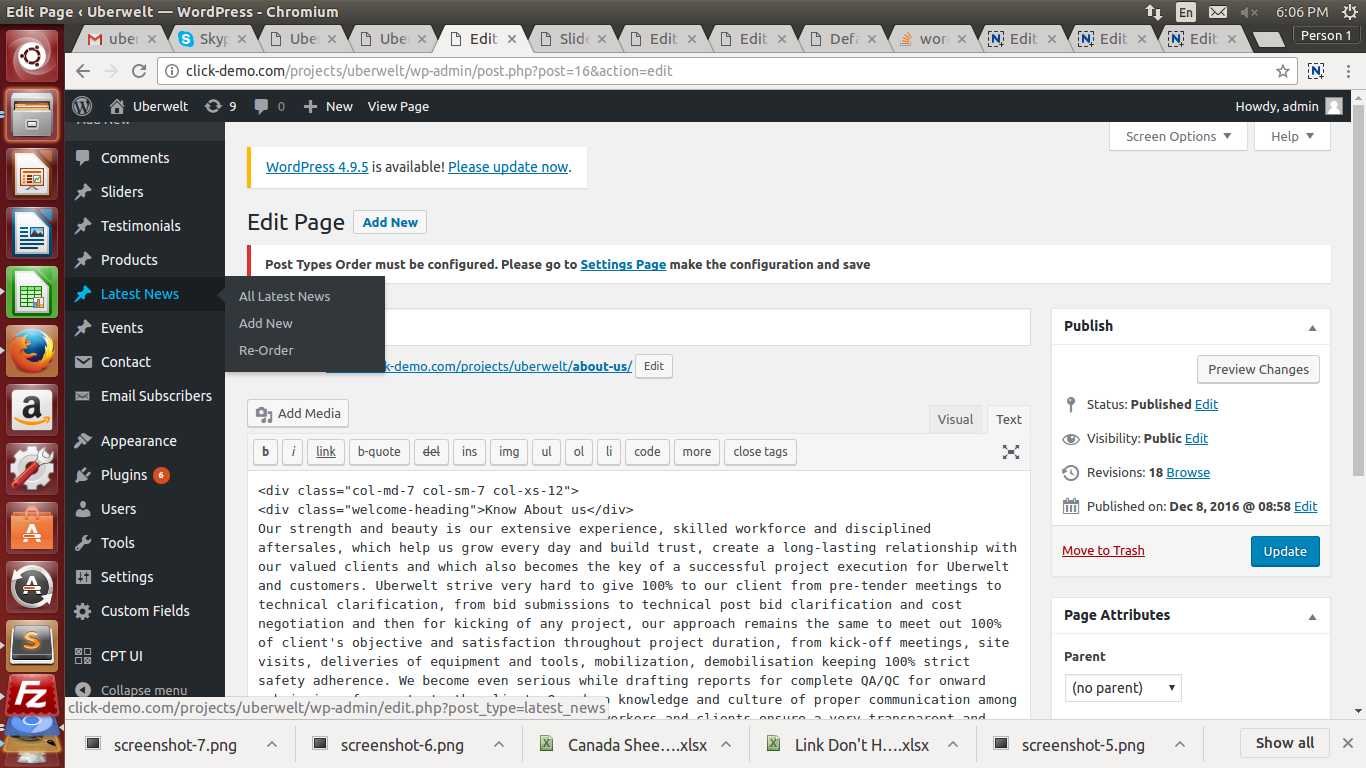 Edit Page ‹ Uberwelt — WordPress - Chromium
En
6:06 PM
uber
Skyp
Uber
Uber
Edit
Slide
Edit
Edit
Defa
wor
Edit
Edit
Edit
Person 1
click-demo.com/projects/uberwelt/wp-admin/post.php?post=16&action=edit
Uberwelt
9
0
New
View Page
Howdy, admin
Comments
Sliders
Testimonials
Products
Latest News
Events
Contact
Email Subscribers
Appearance
Plugins 6
Users
Tools
Settings
Custom Fields
CPT UI
Collapse menu
All Latest News
Add New
Re-Order
Screen Options
Help
WordPress 4.9.5 is available! Please update now.
Edit Page
Add New
Post Types Order must be configured. Please go to Settings Page make the configuration and save
k-demo.com/projects/uberwelt/about-us/
Edit
Add Media
Visual
Text
b
i
link
b-quote
del
ins
img
ul
ol
li
code
more
close tags
<div class="col-md-7 col-sm-7 col-xs-12">
<div class="welcome-heading">Know About us</div>
Our strength and beauty is our extensive experience, skilled workforce and disciplined
aftersales, which help us grow every day and build trust, create a long-lasting relationship with
our valued clients and which also becomes the key of a successful project execution for Uberwelt
and customers. Uberwelt strive very hard to give 100% to our client from pre-tender meetings to
technical clarification, from bid submissions to technical post bid clarification and cost
negotiation and then for kicking of any project, our approach remains the same to meet out 100%
of client's objective and satisfaction throughout project duration, from kick-off meetings, site
visits, deliveries of equipment and tools, mobilization, demobilisation keeping 100% strict
safety adherence. We become even serious while drafting reports for complete QA/QC for onward
knowledge and culture of proper communication among
Publish
Preview Changes
Status: Published Edit
Visibility: Public Edit
Revisions: 18 Browse
Published on: Dec 8, 2016 @ 08:58 Edit
Move to Trash
Update
Page Attributes
Parent
(no parent)
click-demo.com/projects/uberwelt/wp-admin/edit.php?post_type=latest_news
screenshot-7.png
screenshot-6.png
Canada Shee....xlsx
Link Don't H....xlsx
screenshot-5.png
Show all